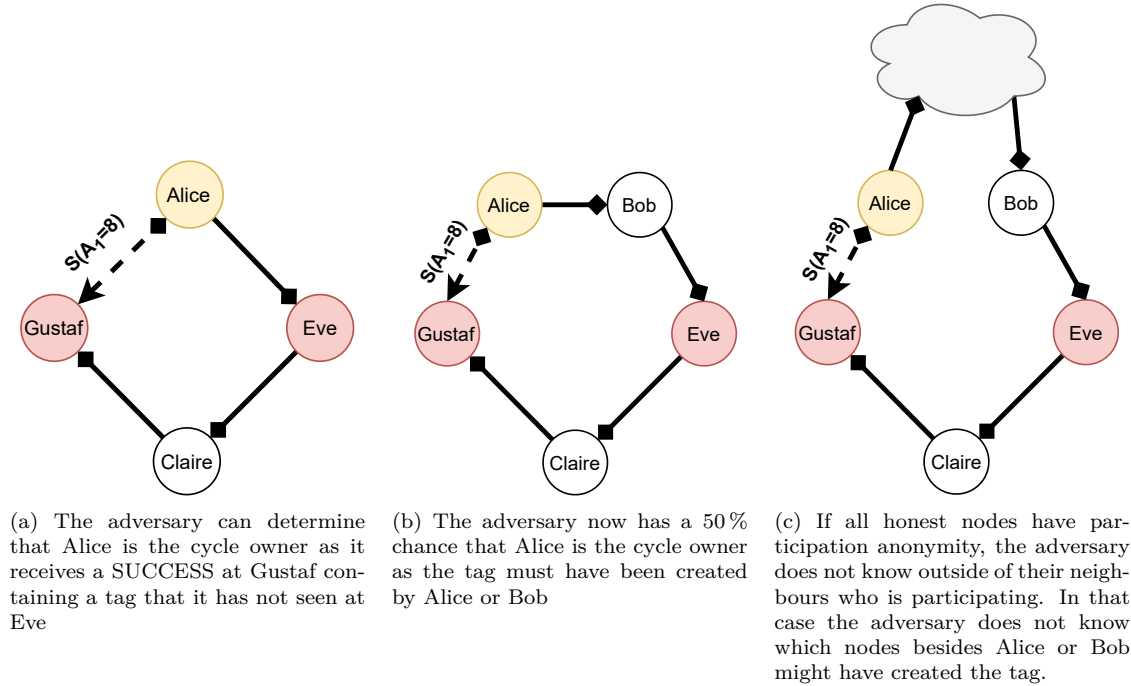 Alice
S(A1=8)
Gustaf
Eve
Claire
(a) The adversary can determine
that Alice is the cycle owner as it
receives a SUCCESS at Gustaf con-
taining a tag that it has not seen at
Eve
Alice
Bob
S(A1=8)
Gustaf
Eve
Claire
(b) The adversary now has a 50 %
chance that Alice is the cycle owner
as the tag must have been created
by Alice or Bob
Alice
Bob
S(A1=8)
Gustaf
Eve
Claire
(c) If all honest nodes have par-
ticipation anonymity, the adversary
does not know outside of their neigh-
bours who is participating. In that
case the adversary does not know
which nodes besides Alice or Bob
might have created the tag.